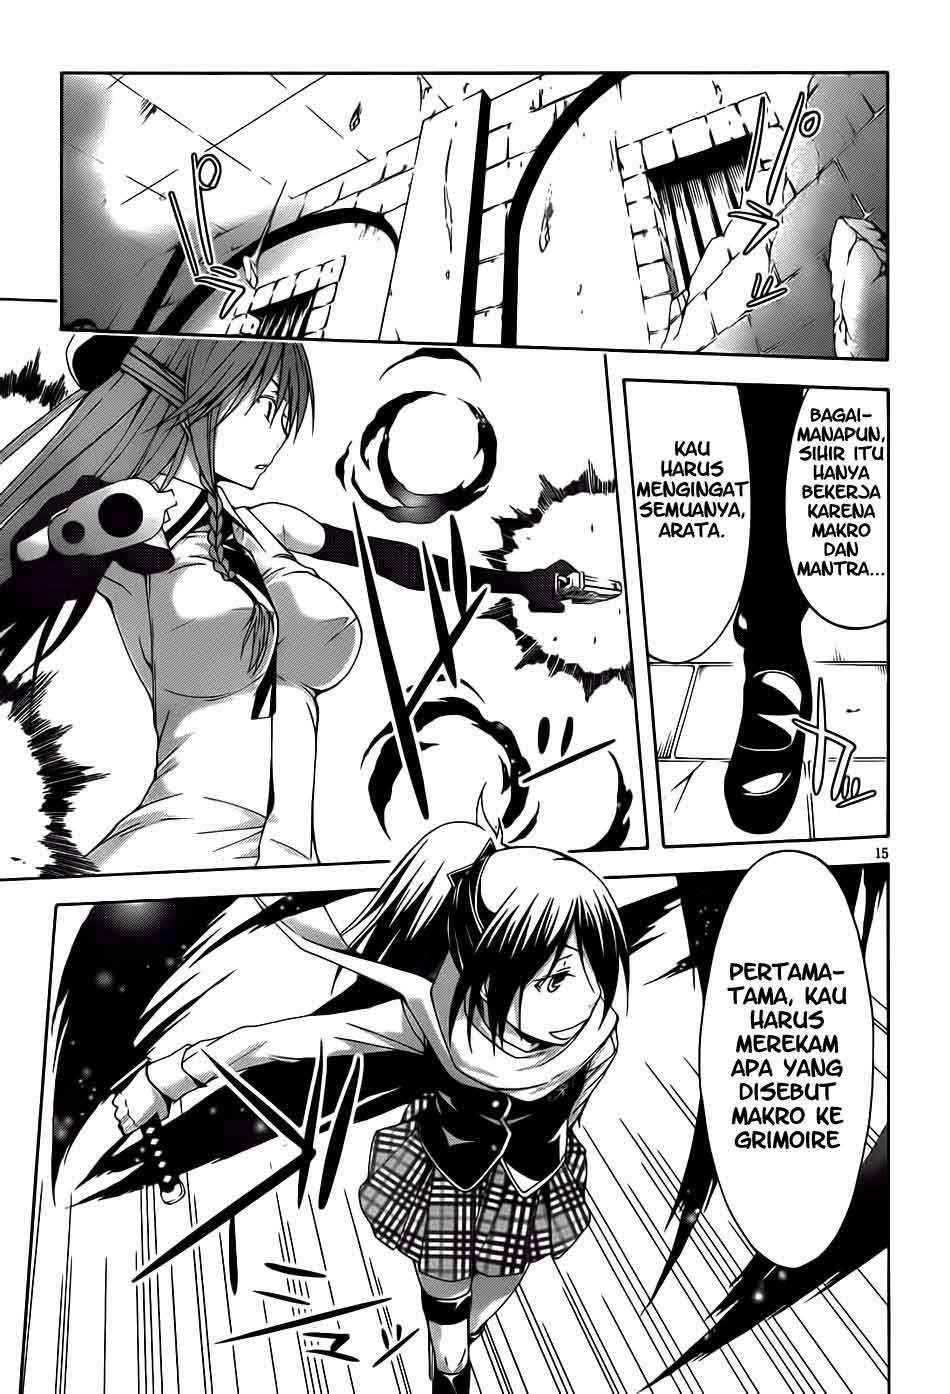 BAGAI-
MANAPUN,
SIHIR ITU
HANYA
BEKERJA
KARENA
MAKRO
DAN
MANTRA...
KAU
HARUS
MENGINGAT
SEMUANYA,
ARATA.
15
PERTAMA-
TAMA, KAU
HARUS
MEREKAM
APA YANG
DISEBUT
MAKRO KE
GRIMOIRE